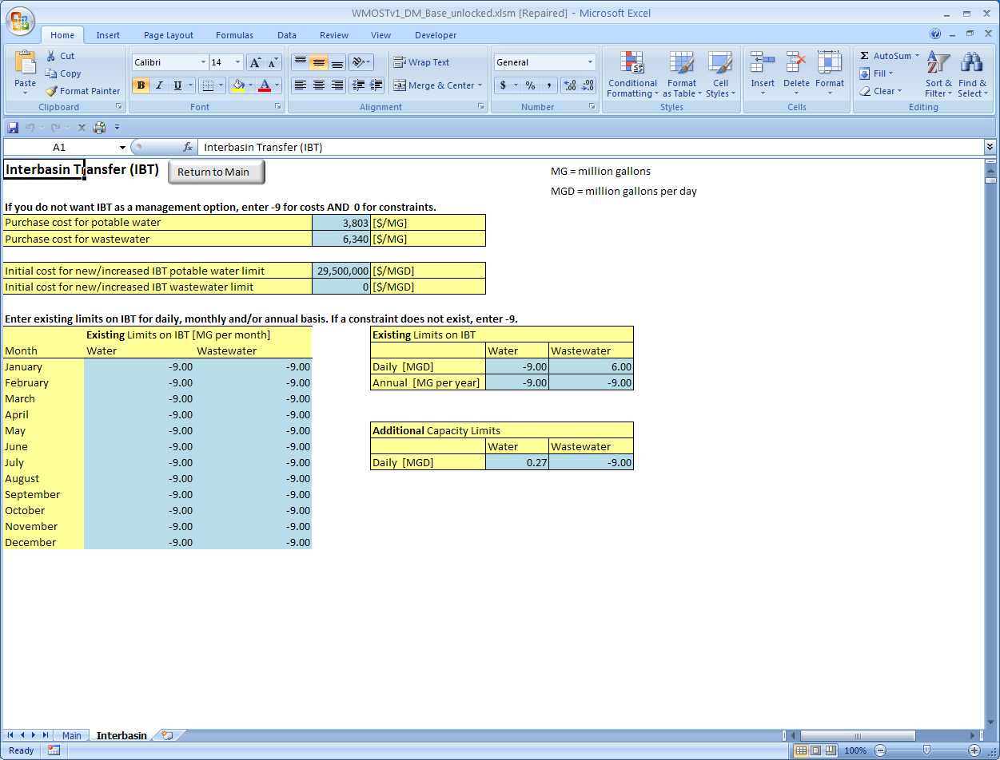 WMOSTv1_DM_Base_unlocked.xlsm [Repaired] - Microsoft Excel
Home Insert Page Layout Formulas Data Review View Developer
Paste
Cut
Copy
Format Painter
Clipboard
Calibri 14
B I U
Font
Wrap Text
Merge & Center
Alignment
General
$ % ,
Number
Conditional Formatting
Format as Table
Cell Styles
Styles
Insert Delete Format
Cells
Σ AutoSum
Fill
Clear
Sort & Filter
Find & Select
Editing
A1 fx Interbasin Transfer (IBT)
Interbasin Transfer (IBT) Return to Main MG = million gallons
MGD = million gallons per day
If you do not want IBT as a management option, enter -9 for costs AND 0 for constraints.
Purchase cost for potable water 3,803 [$/MG]
Purchase cost for wastewater 6,340 [$/MG]
Initial cost for new/increased IBT potable water limit 29,500,000 [$/MGD]
Initial cost for new/increased IBT wastewater limit 0 [$/MGD]
Enter existing limits on IBT for daily, monthly and/or annual basis. If a constraint does not exist, enter -9.
Existing Limits on IBT [MG per month]
Month Water Wastewater
January -9.00 -9.00
February -9.00 -9.00
March -9.00 -9.00
April -9.00 -9.00
May -9.00 -9.00
June -9.00 -9.00
July -9.00 -9.00
August -9.00 -9.00
September -9.00 -9.00
October -9.00 -9.00
November -9.00 -9.00
December -9.00 -9.00
Existing Limits on IBT
Water Wastewater
Daily [MGD] -9.00 6.00
Annual [MG per year] -9.00 -9.00
Additional Capacity Limits
Water Wastewater
Daily [MGD] 0.27 -9.00
Main Interbasin
Ready 100%